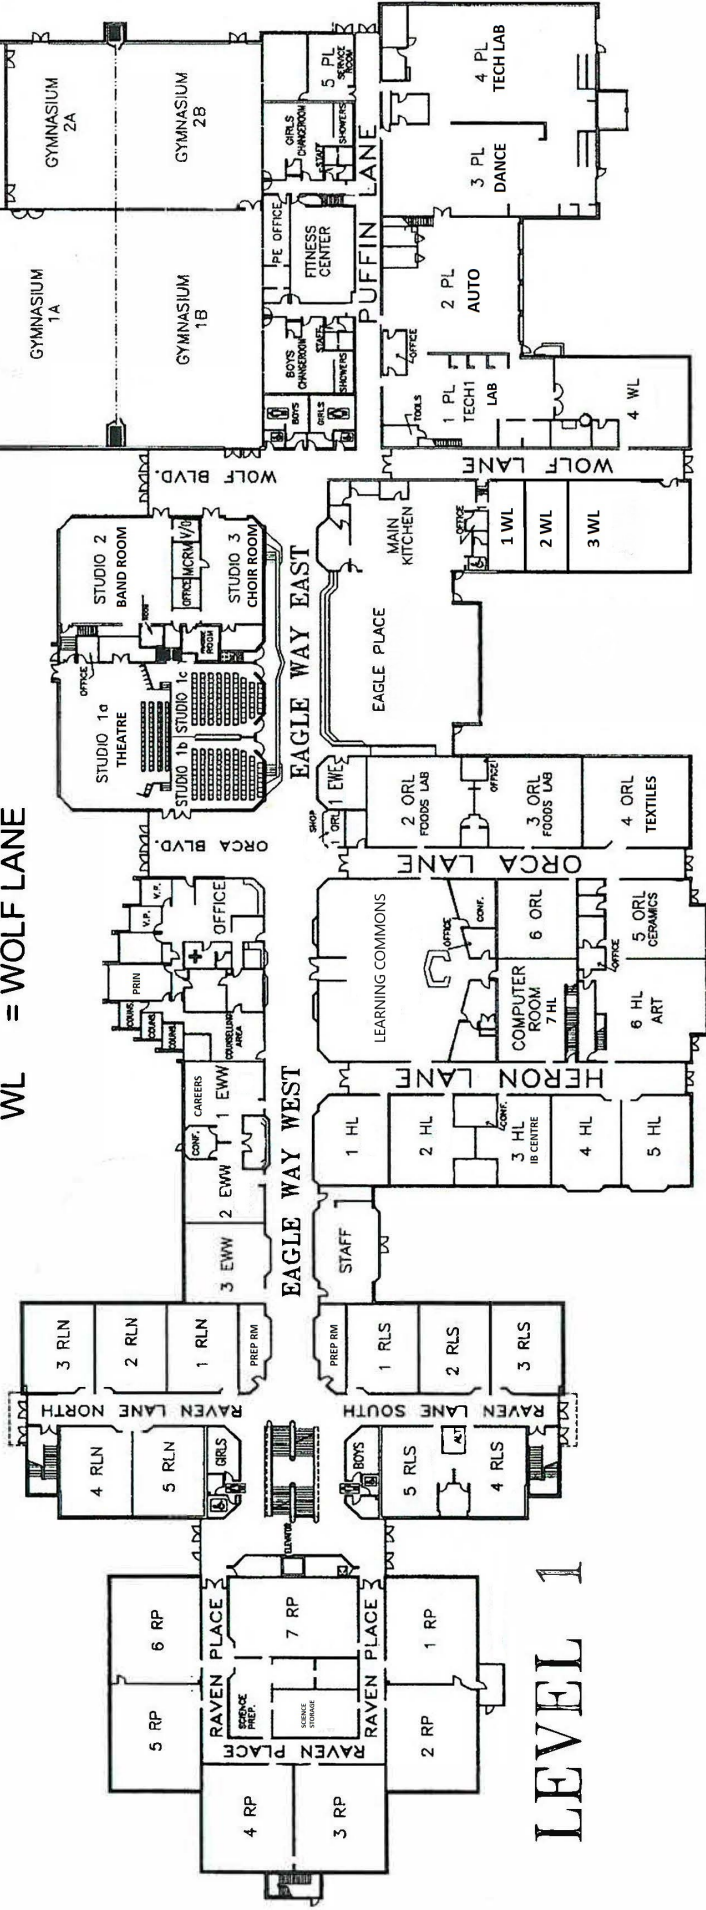 WL = WOLF LANE
GYMNASIUM
2A
GYMNASIUM
2B
GYMNASIUM
1A
GYMNASIUM
1B
5 PL
SERVICE
ROOM
GIRLS
CHANGEROOM
SHOWERS
STAFF
PE OFFICE
FITNESS
CENTER
BOYS
CHANGEROOM
STAFF
SHOWERS
BOYS
GIRLS
PUFFIN LANE
4 PL
TECH LAB
3 PL
DANCE
2 PL
AUTO
OFFICE
1 PL
TECH1
LAB
TOOLS
4 WL
WOLF BLVD.
WOLF LANE
STUDIO 2
BAND ROOM
OFFICE
MCRM
V/O
STUDIO 3
CHOIR ROOM
OFFICE
STUDIO 1a
THEATRE
STUDIO 1b
STUDIO 1c
EAGLE WAY EAST
MAIN
KITCHEN
OFFICE
1 WL
2 WL
3 WL
EAGLE PLACE
ORCA BLVD.
SHOP
1 ORL
1 EWE
2 ORL
FOODS LAB
OFFICE
3 ORL
FOODS LAB
4 ORL
TEXTILES
ORCA LANE
V.P.
V.P.
OFFICE
PRIN
COUNS.
COUNS.
COUNS.
COUNSELLING
AREA
LEARNING COMMONS
OFFICE
CONF.
6 ORL
5 ORL
CERAMICS
OFFICE
COMPUTER
ROOM
7 HL
6 HL
ART
HERON LANE
CAREERS
1 EWW
CONF.
2 EWW
3 EWW
EAGLE WAY WEST
1 HL
2 HL
CONF.
3 HL
IB CENTRE
4 HL
5 HL
STAFF
3 RLN
2 RLN
1 RLN
PREP RM
PREP RM
1 RLS
2 RLS
3 RLS
RAVEN LANE NORTH
RAVEN LANE SOUTH
4 RLN
5 RLN
GIRLS
BOYS
5 RLS
ALT
4 RLS
ELEVATOR
6 RP
5 RP
RAVEN PLACE
7 RP
SCIENCE
PREP.
SCIENCE
STORAGE
RAVEN PLACE
RAVEN PLACE
1 RP
2 RP
4 RP
3 RP
LEVEL 1